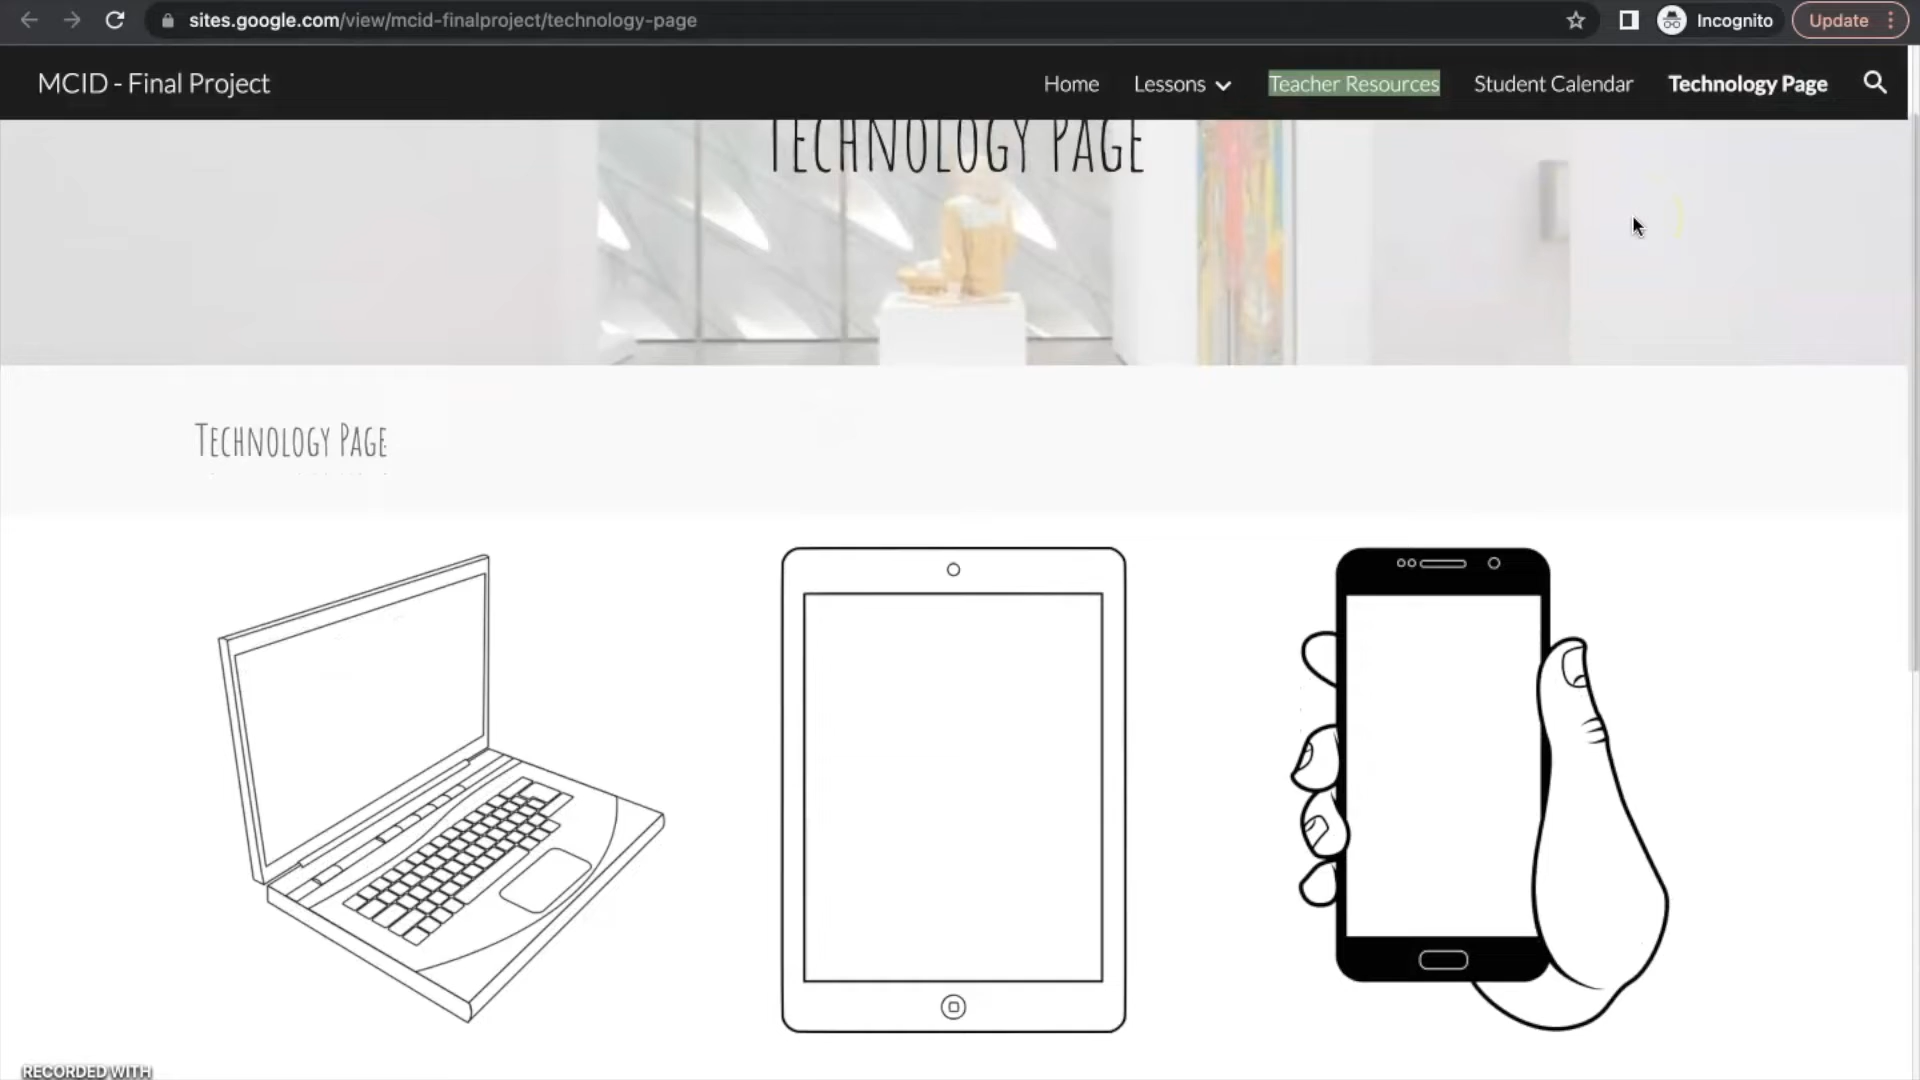 sites.google.com/view/mcid-finalproject/technology-page
Incognito
Update
MCID - Final Project
Home
Lessons
Teacher Resources
Student Calendar
Technology Page
TECHNOLOGY PAGE
TECHNOLOGY PAGE
RECORDED WITH